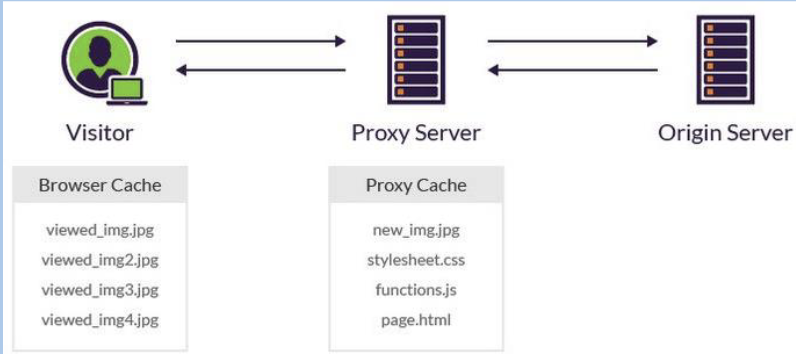 Visitor
Proxy Server
Origin Server
Browser Cache
viewed_img.jpg
viewed_img2.jpg
viewed_img3.jpg
viewed_img4.jpg
Proxy Cache
new_img.jpg
stylesheet.css
functions.js
page.html